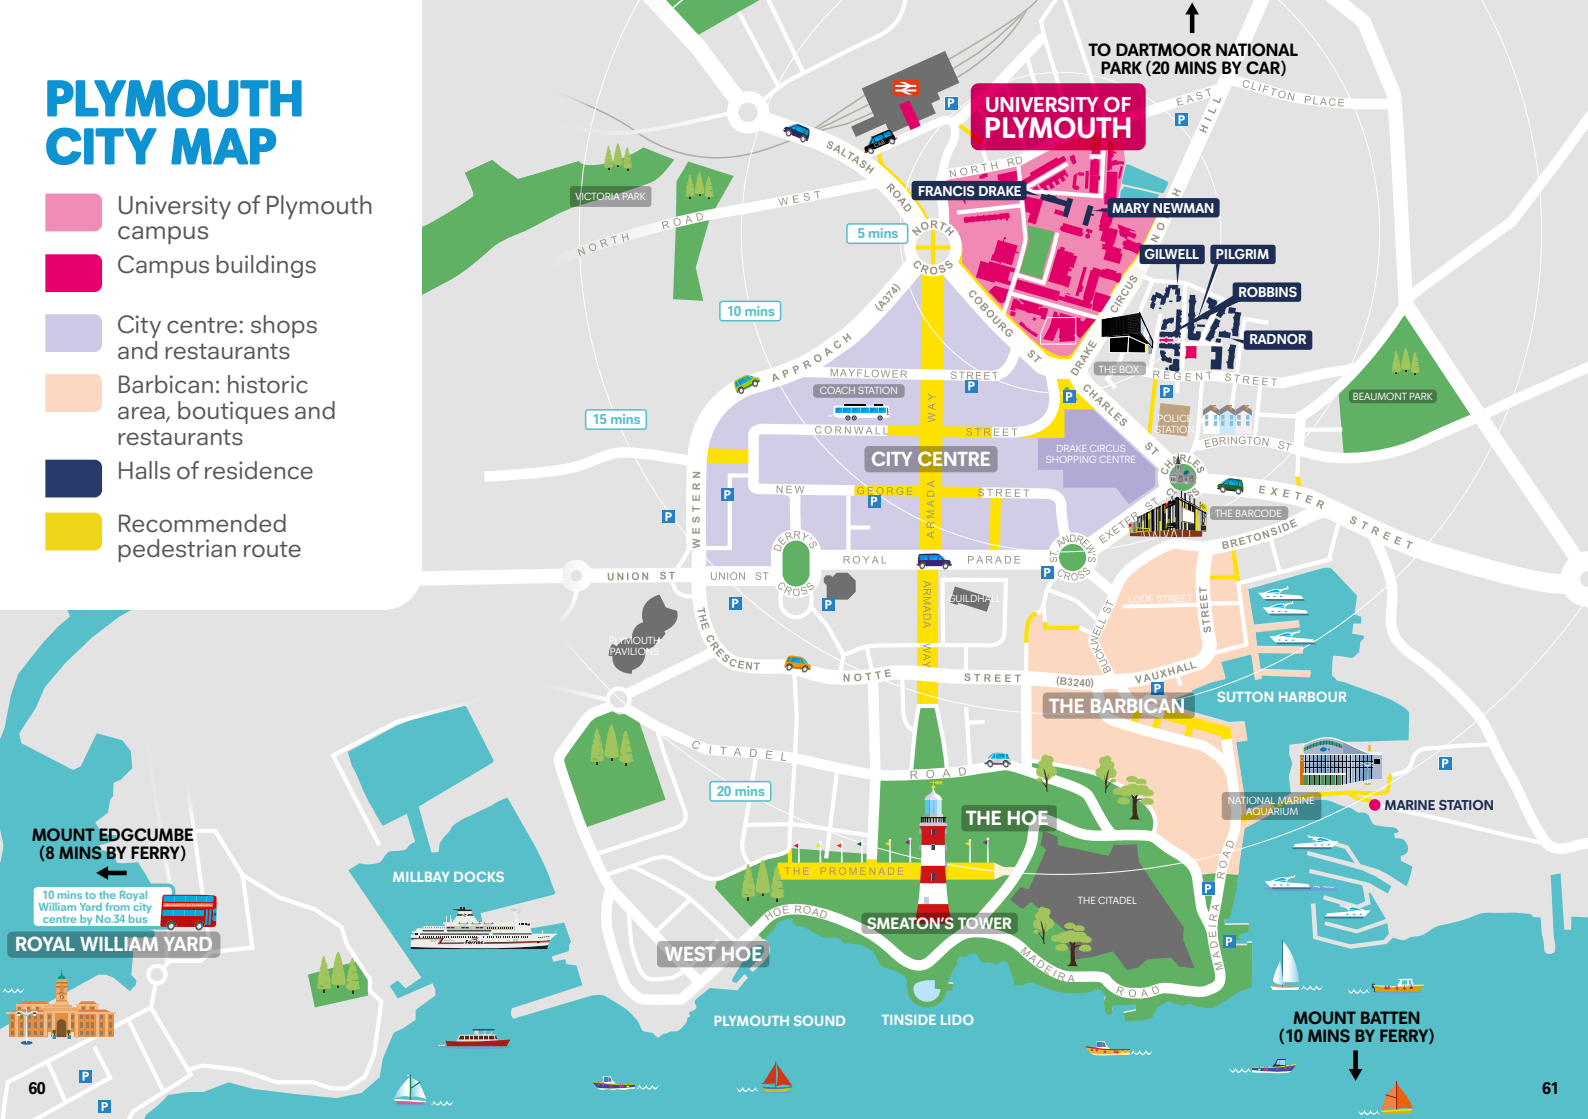 PLYMOUTH
CITY MAP
University of Plymouth
campus
Campus buildings
City centre: shops
and restaurants
Barbican: historic
area, boutiques and
restaurants
Halls of residence
Recommended
pedestrian route
TO DARTMOOR NATIONAL
PARK (20 MINS BY CAR)
UNIVERSITY OF
PLYMOUTH
EAST
CLIFTON PLACE
P
P
CAB
SALTASH
ROAD
NORTH RD
NORTH HILL
VICTORIA PARK
NORTH ROAD WEST
FRANCIS DRAKE
MARY NEWMAN
5 mins
NORTH
CROSS
GILWELL
PILGRIM
ROBBINS
RADNOR
10 mins
(A374)
COBOURG ST
DRAKE CIRCUS
THE BOX
REGENT STREET
BEAUMONT PARK
WESTERN APPROACH
MAYFLOWER STREET
COACH STATION
P
P
P
CHARLES ST
POLICE
STATION
15 mins
CORNWALL STREET
ARMADA WAY
EBRINGTON ST
DRAKE CIRCUS
SHOPPING CENTRE
CITY CENTRE
CHARLES
CROSS
NEW GEORGE STREET
P
P
P
EXETER STREET
EXETER ST
THE BARCODE
BRETONSIDE
DERRY'S
CROSS
ROYAL PARADE
ST. ANDREW'S
CROSS
P
UNION ST
UNION ST
P
P
GUILDHALL
ARMADA WAY
LOOE STREET
BUCKWELL ST
VAUXHALL STREET
PLYMOUTH
PAVILIONS
THE CRESCENT
NOTTE STREET
(B3240)
P
SUTTON HARBOUR
THE BARBICAN
CITADEL ROAD
20 mins
THE HOE
NATIONAL MARINE
AQUARIUM
P
MARINE STATION
MOUNT EDGCUMBE
(8 MINS BY FERRY)
10 mins to the Royal
William Yard from city
centre by No.34 bus
ROYAL WILLIAM YARD
MILLBAY DOCKS
Ferries
THE PROMENADE
HOE ROAD
SMEATON'S TOWER
THE CITADEL
P
P
MADEIRA ROAD
MADEIRA ROAD
WEST HOE
PLYMOUTH SOUND
TINSIDE LIDO
MOUNT BATTEN
(10 MINS BY FERRY)
P
P
60
61